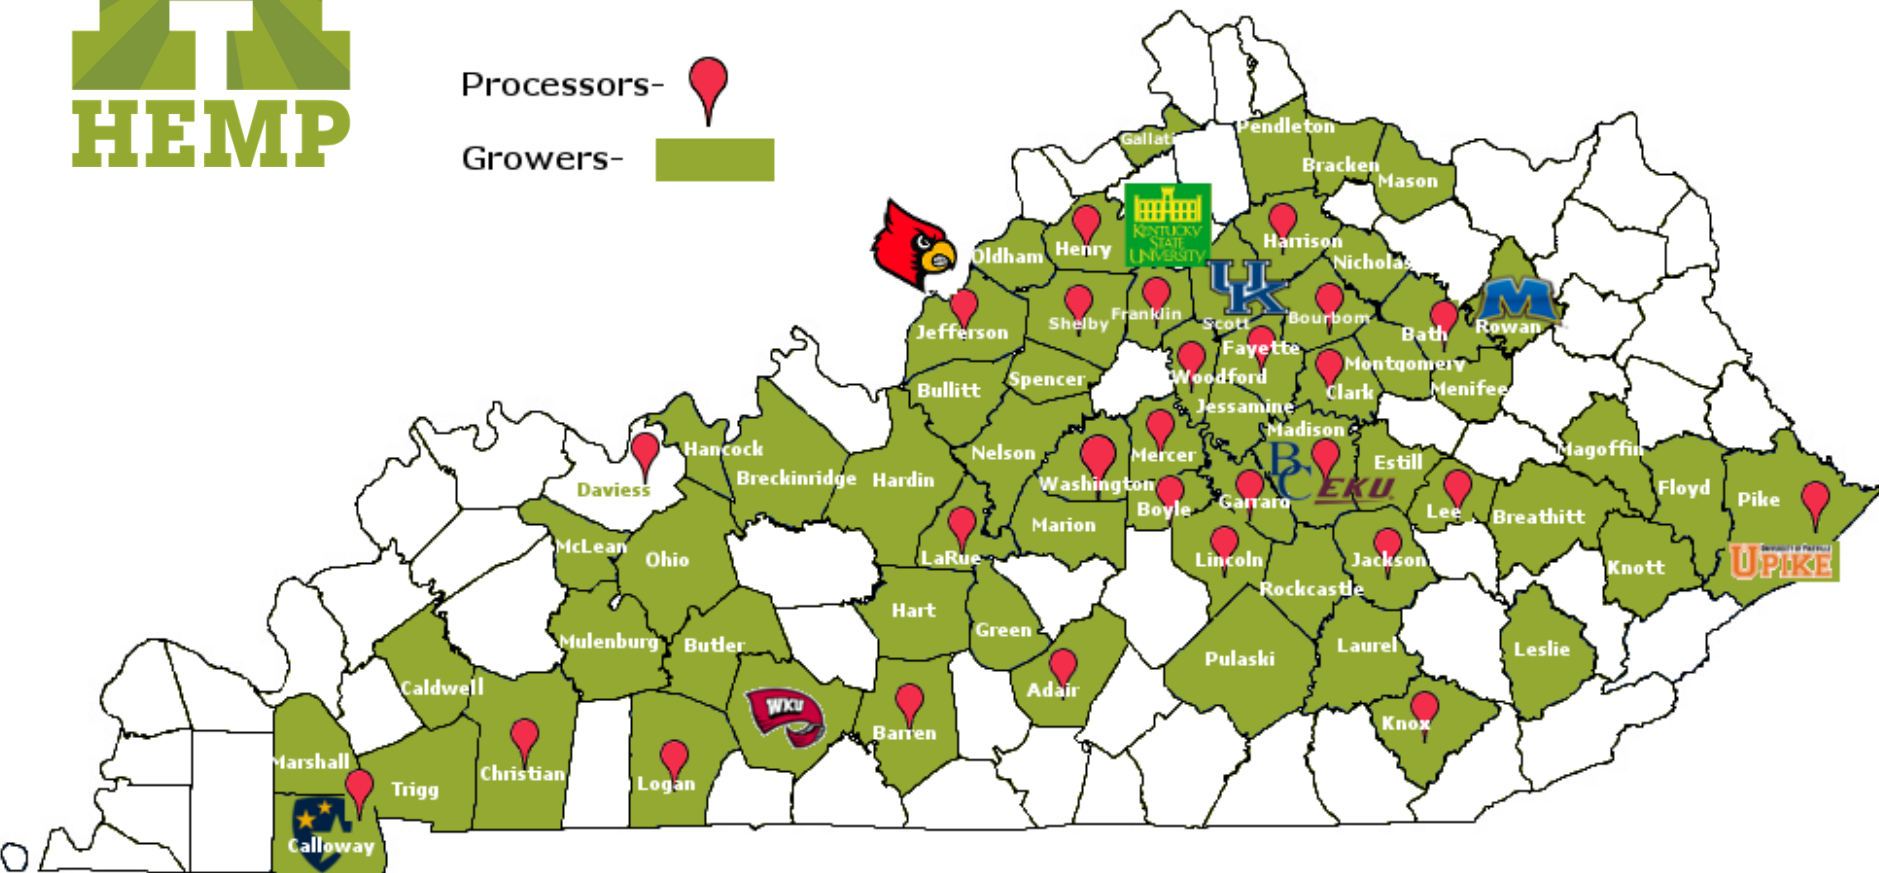 HEMP
Processors-
Growers-
Gallati
Pendleton
Bracken
Mason
KENTUCKY
STATE
UNIVERSITY
Oldham
Henry
Harrison
Nicholas
UK
Jefferson
Shelby
Franklin
Scott
Bourbom
Bath
M
Rowan
Bullitt
Spencer
Woodford
Fayette
Montgomery
Clark
Menifee
Jessamine
Madison
Hancock
Breckinridge
Hardin
Nelson
Washington
Mercer
BC
EKU
Estill
Magoffin
Daviess
Marion
Boyle
Garrard
Lee
Breathitt
Floyd
Pike
McLean
Ohio
LaRue
Lincoln
Jackson
Rockcastle
Knott
UPIKE
Hart
Green
Mulenburg
Butler
Pulaski
Laurel
Leslie
Caldwell
WKU
Adair
Barren
Knox
Marshall
Trigg
Christian
Logan
Calloway